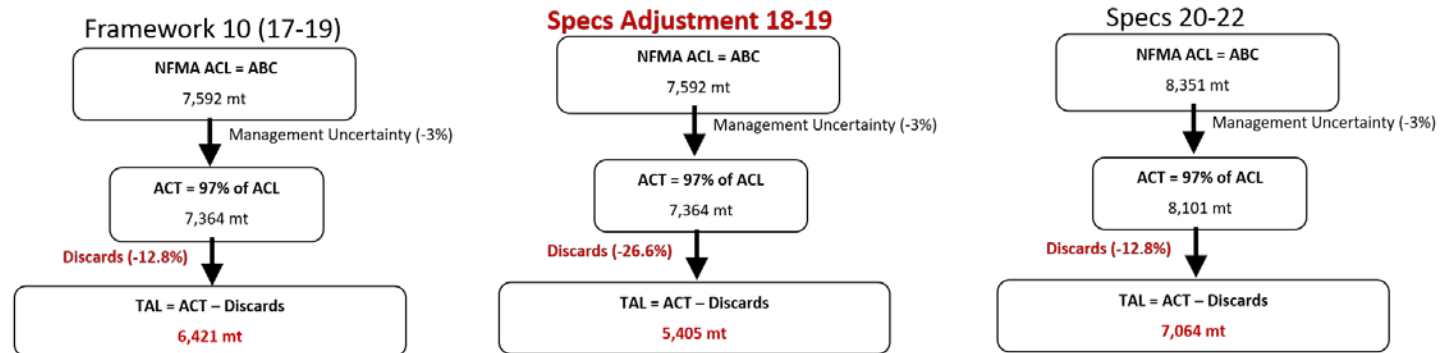 Framework 10 (17-19)
NFMA ACL = ABC
7,592 mt
Management Uncertainty (-3%)
ACT = 97% of ACL
7,364 mt
Discards (-12.8%)
TAL = ACT – Discards
6,421 mt
Specs Adjustment 18-19
NFMA ACL = ABC
7,592 mt
Management Uncertainty (-3%)
ACT = 97% of ACL
7,364 mt
Discards (-26.6%)
TAL = ACT – Discards
5,405 mt
Specs 20-22
NFMA ACL = ABC
8,351 mt
Management Uncertainty (-3%)
ACT = 97% of ACL
8,101 mt
Discards (-12.8%)
TAL = ACT – Discards
7,064 mt